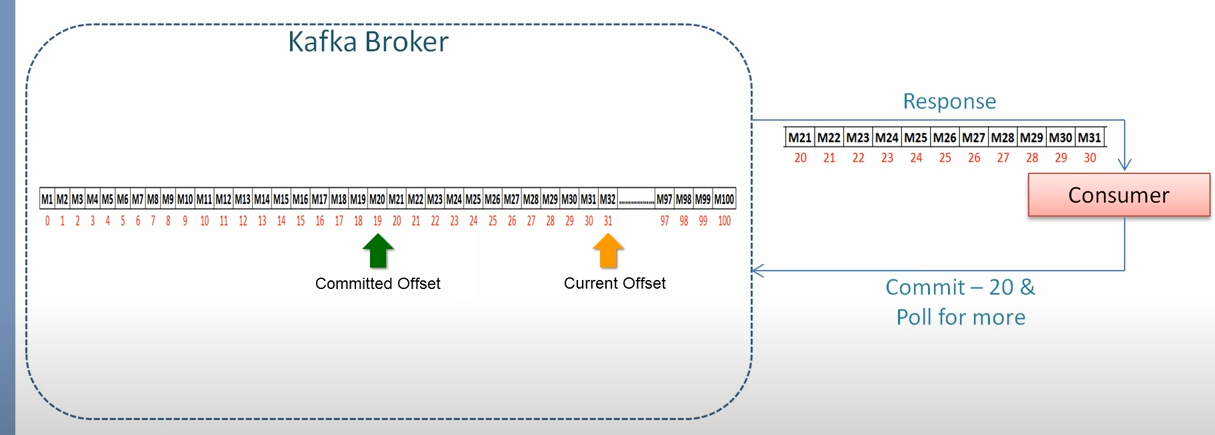 Kafka Broker
Response
M21 M22 M23 M24 M25 M26 M27 M28 M29 M30 M31
20 21 22 23 24 25 26 27 28 29 30
Consumer
M1 M2 M3 M4 M5 M6 M7 M8 M9 M10 M11 M12 M13 M14 M15 M16 M17 M18 M19 M20 M21 M22 M23 M24 M25 M26 M27 M28 M29 M30 M31 M32 .................. M97 M98 M99 M100
0 1 2 3 4 5 6 7 8 9 10 11 12 13 14 15 16 17 18 19 20 21 22 23 24 25 26 27 28 29 30 31 97 98 99 100
Committed Offset
Current Offset
Commit – 20 &
Poll for more